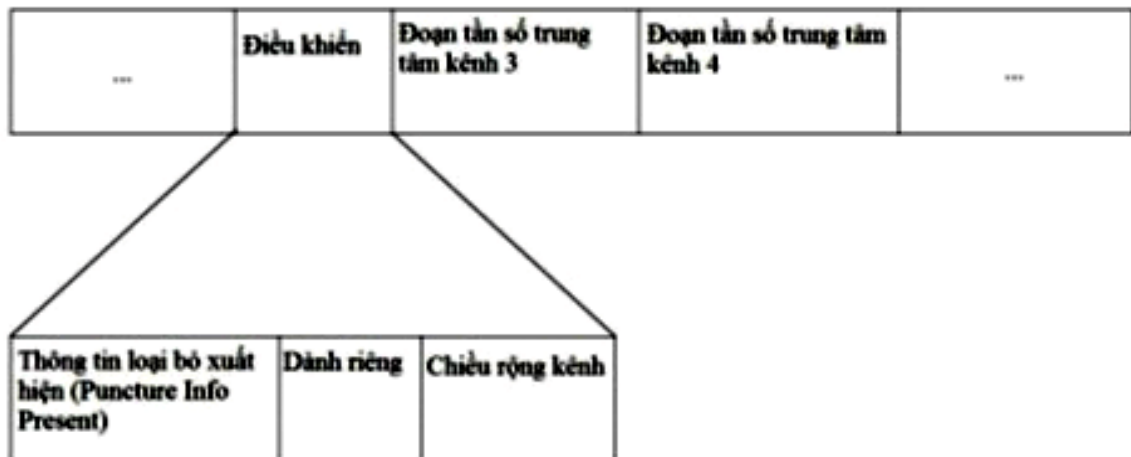 ...
Điều khiển
Đoạn tần số trung
tâm kênh 3
Đoạn tần số trung tâm
kênh 4
...
Thông tin loại bỏ xuất
hiện (Puncture Info
Present)
Dành riêng
Chiều rộng kênh